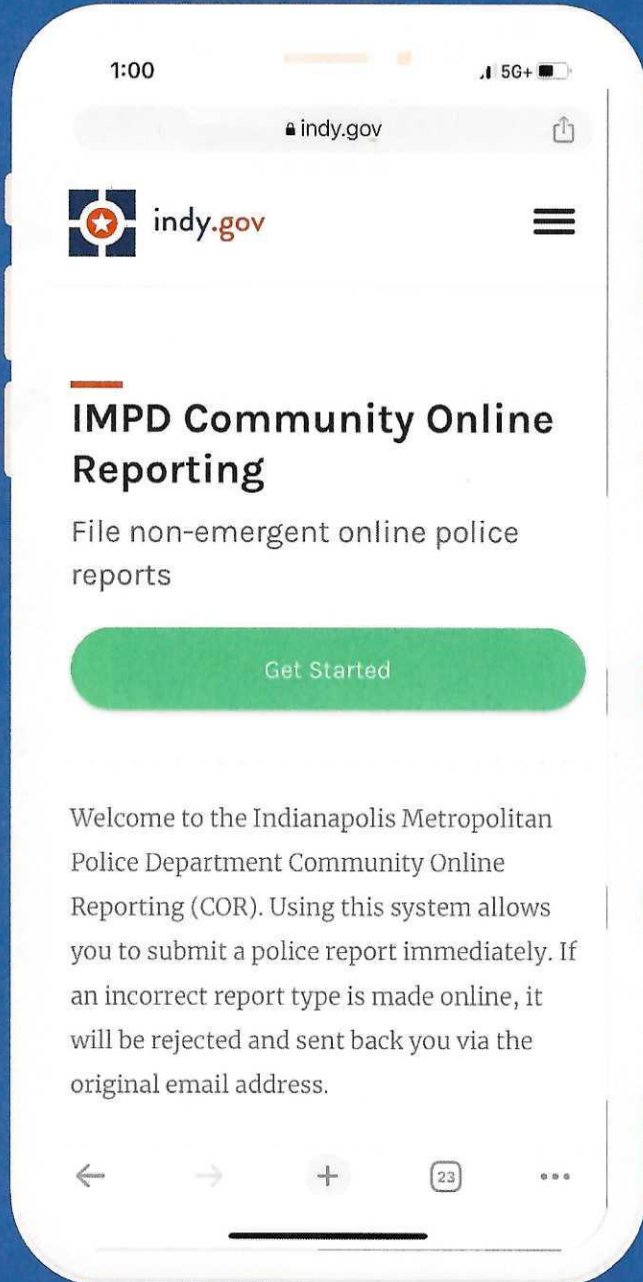 1:00
5G+
indy.gov
indy.gov
IMPD Community Online
Reporting
File non-emergent online police
reports
Get Started
Welcome to the Indianapolis Metropolitan
Police Department Community Online
Reporting (COR). Using this system allows
you to submit a police report immediately. If
an incorrect report type is made online, it
will be rejected and sent back you via the
original email address.
23